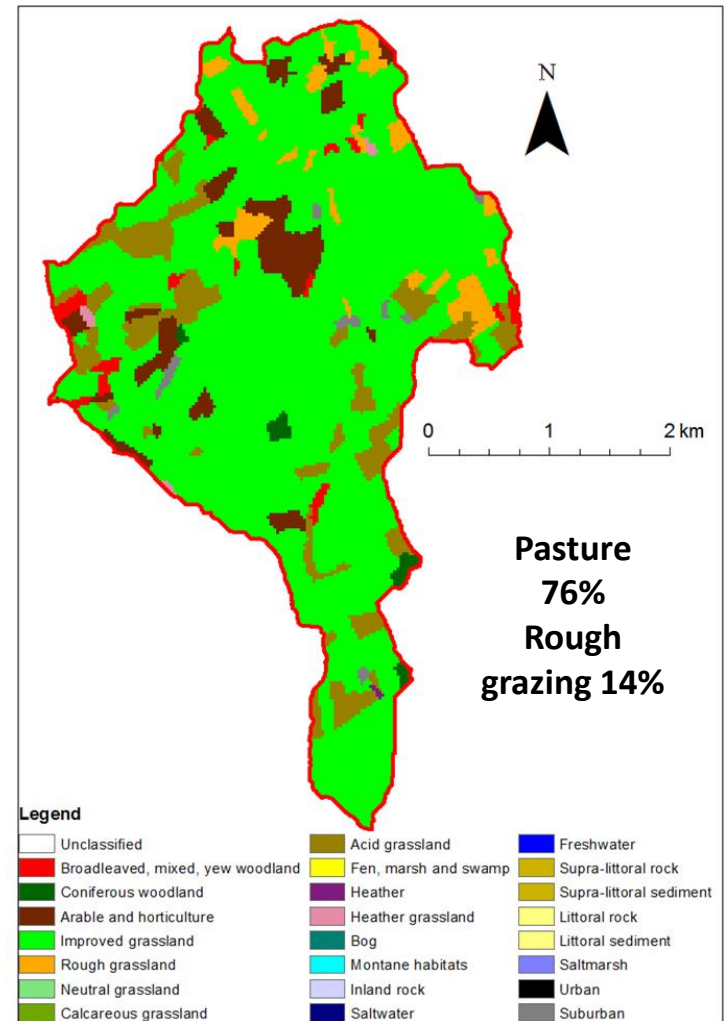 N
0 1 2 km
Pasture
76%
Rough
grazing 14%
Legend
Unclassified
Broadleaved, mixed, yew woodland
Coniferous woodland
Arable and horticulture
Improved grassland
Rough grassland
Neutral grassland
Calcareous grassland
Acid grassland
Fen, marsh and swamp
Heather
Heather grassland
Bog
Montane habitats
Inland rock
Saltwater
Freshwater
Supra-littoral rock
Supra-littoral sediment
Littoral rock
Littoral sediment
Saltmarsh
Urban
Suburban